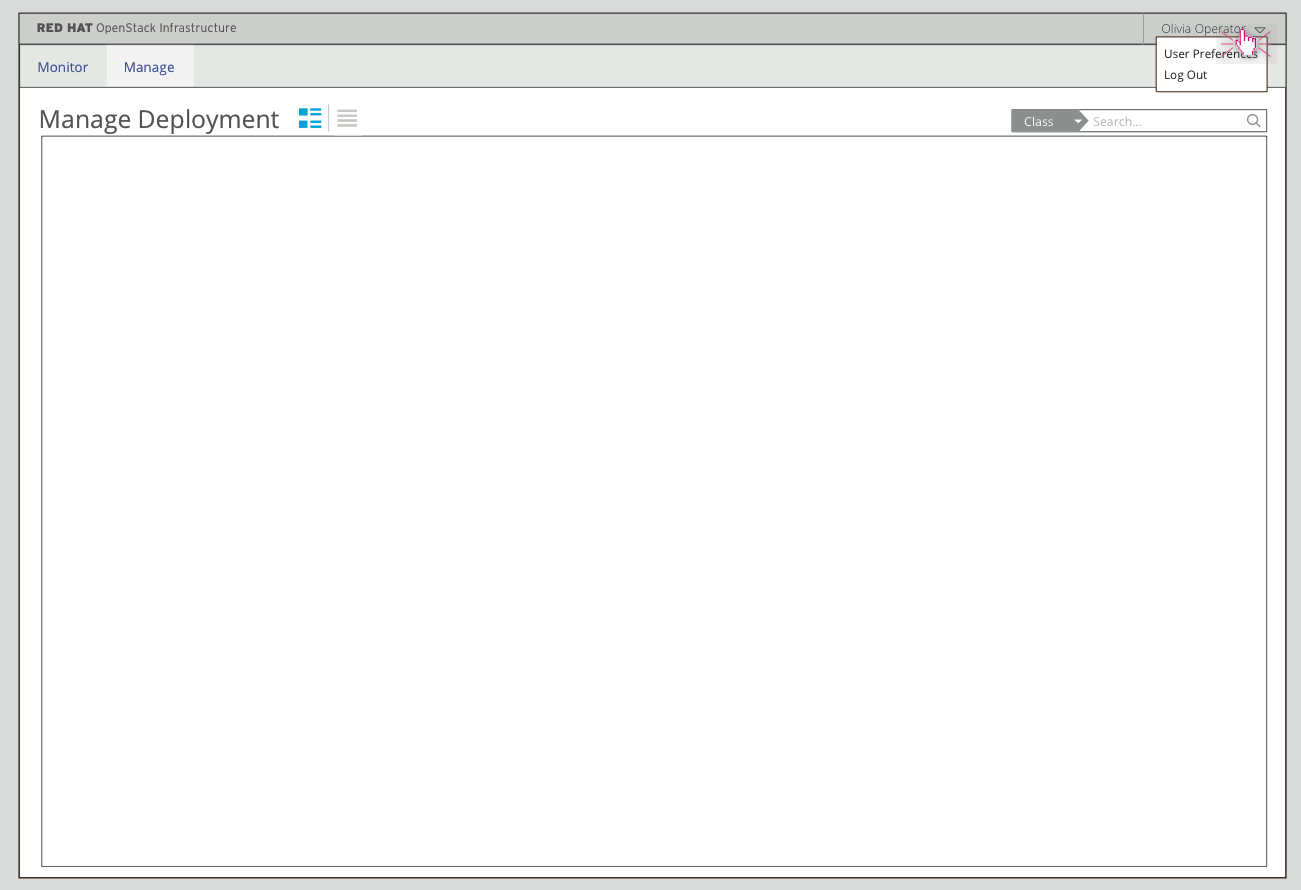 RED HAT OpenStack Infrastructure
Olivia Operator
User Preferences
Log Out
Monitor
Manage
Manage Deployment
Class
Search...